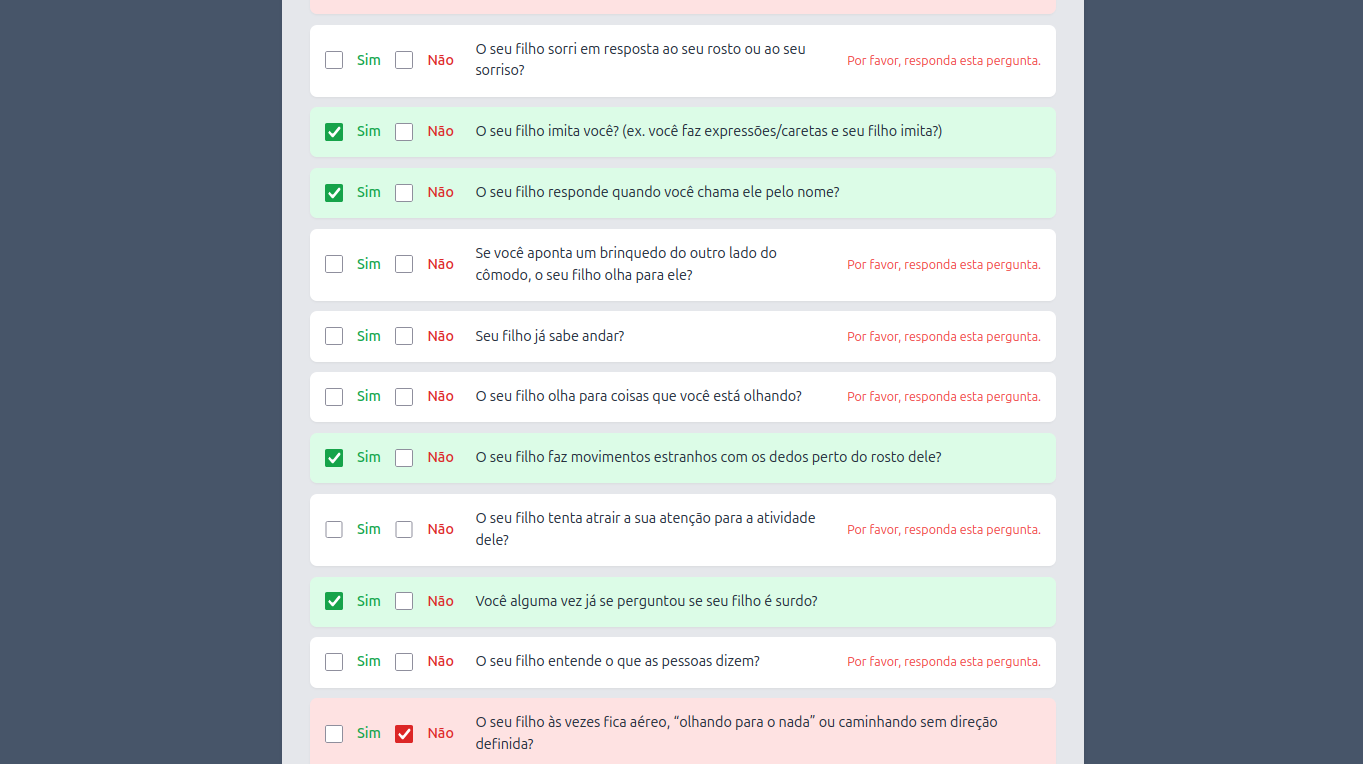 Sim Não O seu filho sorri em resposta ao seu rosto ou ao seu
sorriso?
Por favor, responda esta pergunta.
Sim Não O seu filho imita você? (ex. você faz expressões/caretas e seu filho imita?)
Sim Não O seu filho responde quando você chama ele pelo nome?
Sim Não Se você aponta um brinquedo do outro lado do
cômodo, o seu filho olha para ele?
Por favor, responda esta pergunta.
Sim Não Seu filho já sabe andar? Por favor, responda esta pergunta.
Sim Não O seu filho olha para coisas que você está olhando? Por favor, responda esta pergunta.
Sim Não O seu filho faz movimentos estranhos com os dedos perto do rosto dele?
Sim Não O seu filho tenta atrair a sua atenção para a atividade
dele?
Por favor, responda esta pergunta.
Sim Não Você alguma vez já se perguntou se seu filho é surdo?
Sim Não O seu filho entende o que as pessoas dizem? Por favor, responda esta pergunta.
Sim Não O seu filho às vezes fica aéreo, “olhando para o nada” ou caminhando sem direção
definida?